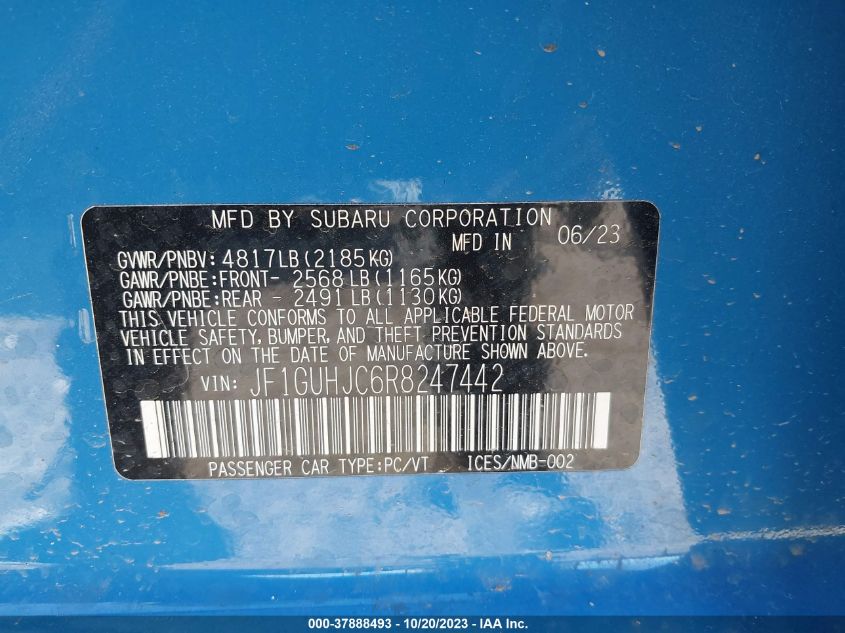 MFD BY SUBARU CORPORATION
MFD IN 06/23
GVWR/PNBV: 4817LB(2185KG)
GAWR/PNBE:FRONT- 2568LB(1165KG)
GAWR/PNBE:REAR - 2491LB(1130KG)
THIS VEHICLE CONFORMS TO ALL APPLICABLE FEDERAL MOTOR
VEHICLE SAFETY, BUMPER, AND THEFT PREVENTION STANDARDS
IN EFFECT ON THE DATE OF MANUFACTURE SHOWN ABOVE.
VIN: JF1GUHJC6R8247442
PASSENGER CAR TYPE:PC/VT ICES/NMB-002
000-37888493 - 10/20/2023 - IAA Inc.